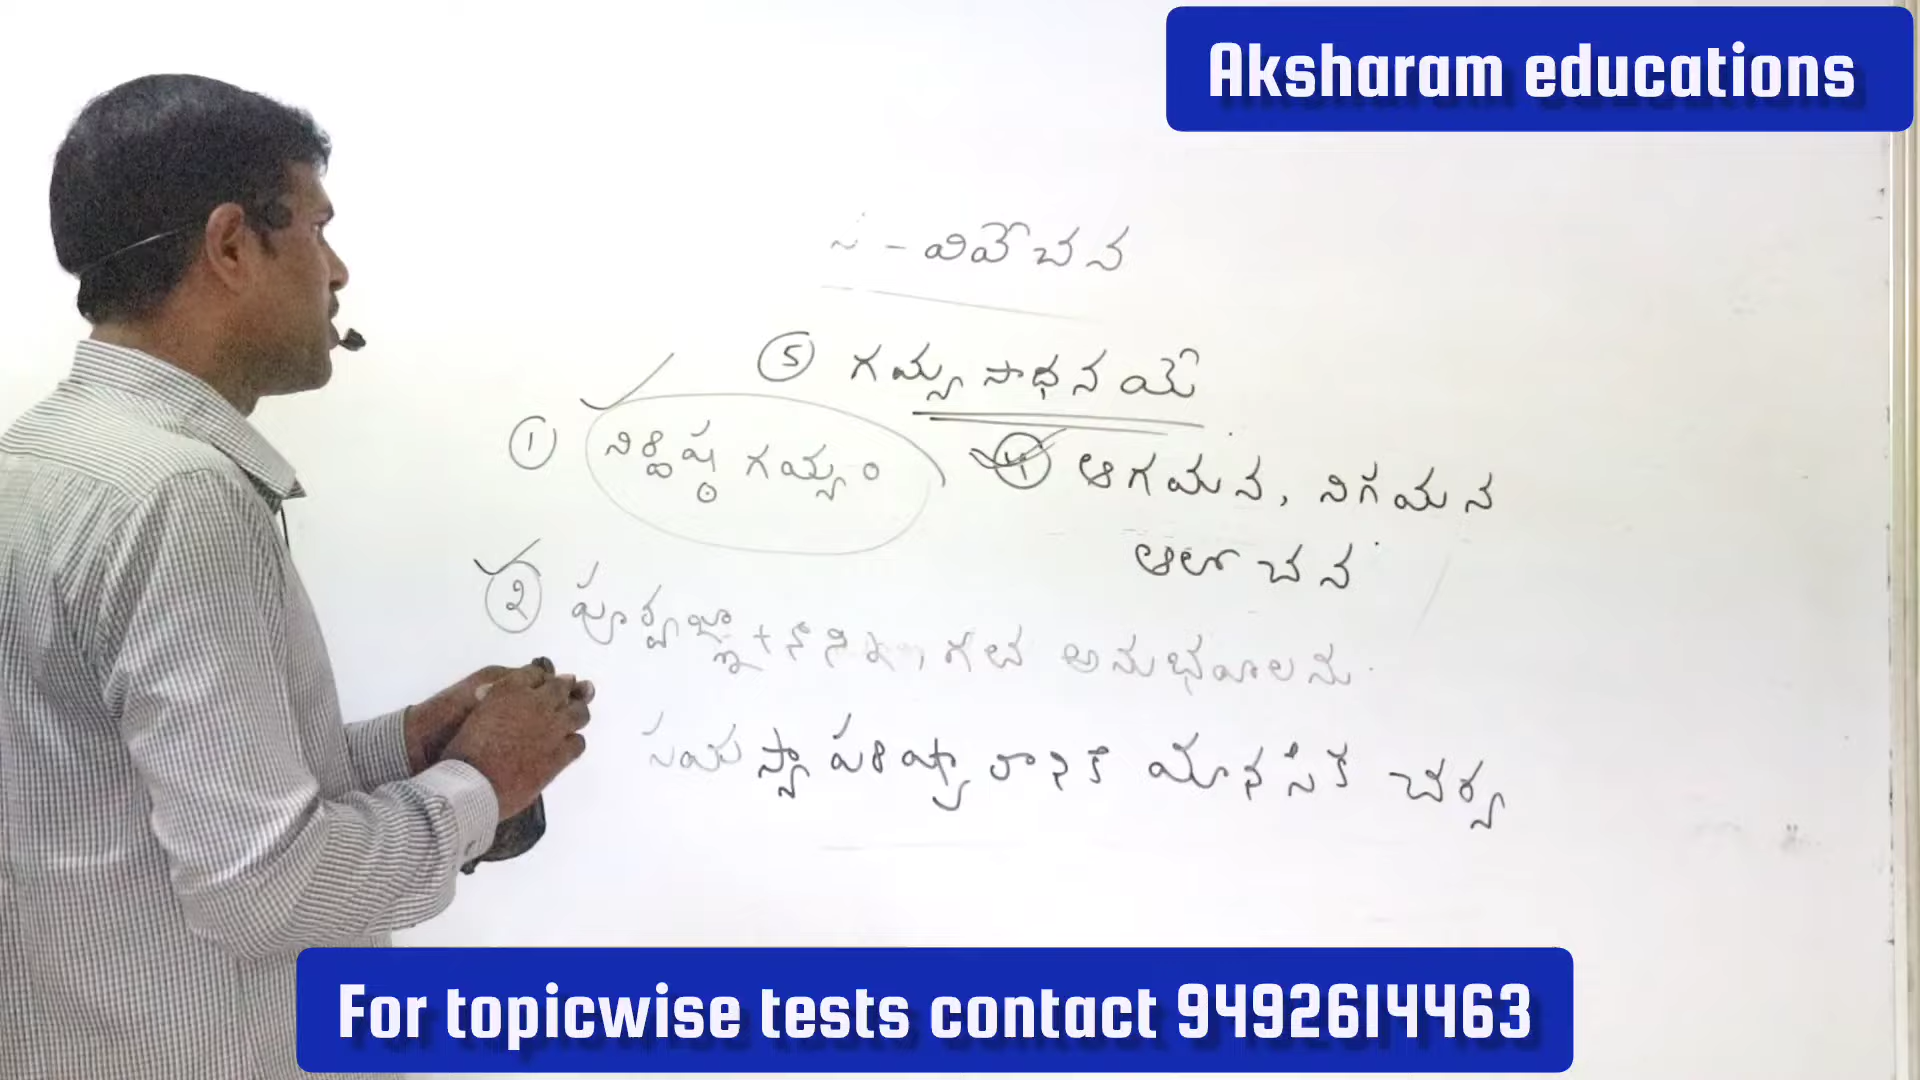 Aksharam educations
- వివేచన
5 గమ్య సాధనయే
1 నిర్దిష్ట గమ్యం
4 ఆగమన, నిగమన
ఆలోచన
2 గత అనుభవాలను
సమస్యా పరిష్కారానికి మానసిక చర్య
For topicwise tests contact 9492614463